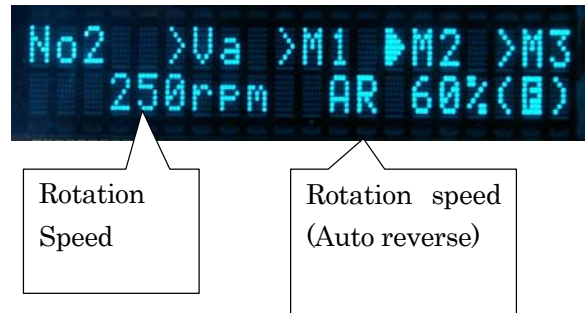 No2 >Va >M1 ▶M2 >M3
250rpm AR 60%(F)
Rotation
Speed
Rotation speed
(Auto reverse)